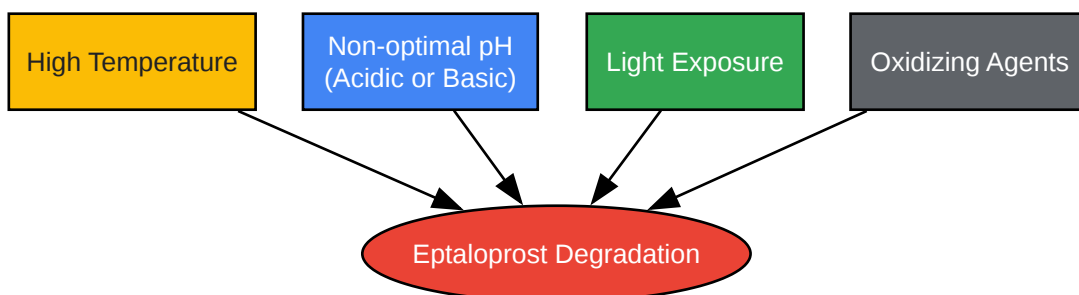 High Temperature
Non-optimal pH
(Acidic or Basic)
Light Exposure
Oxidizing Agents
Eptaloprost Degradation